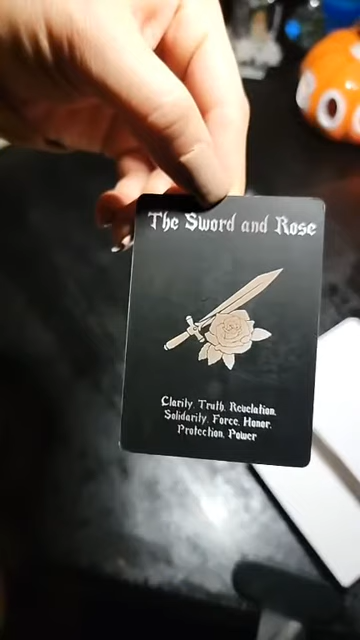 The Sword and Rose
Clarity. Truth. Revelation.
Solidarity. Force. Honor.
Protection. Power